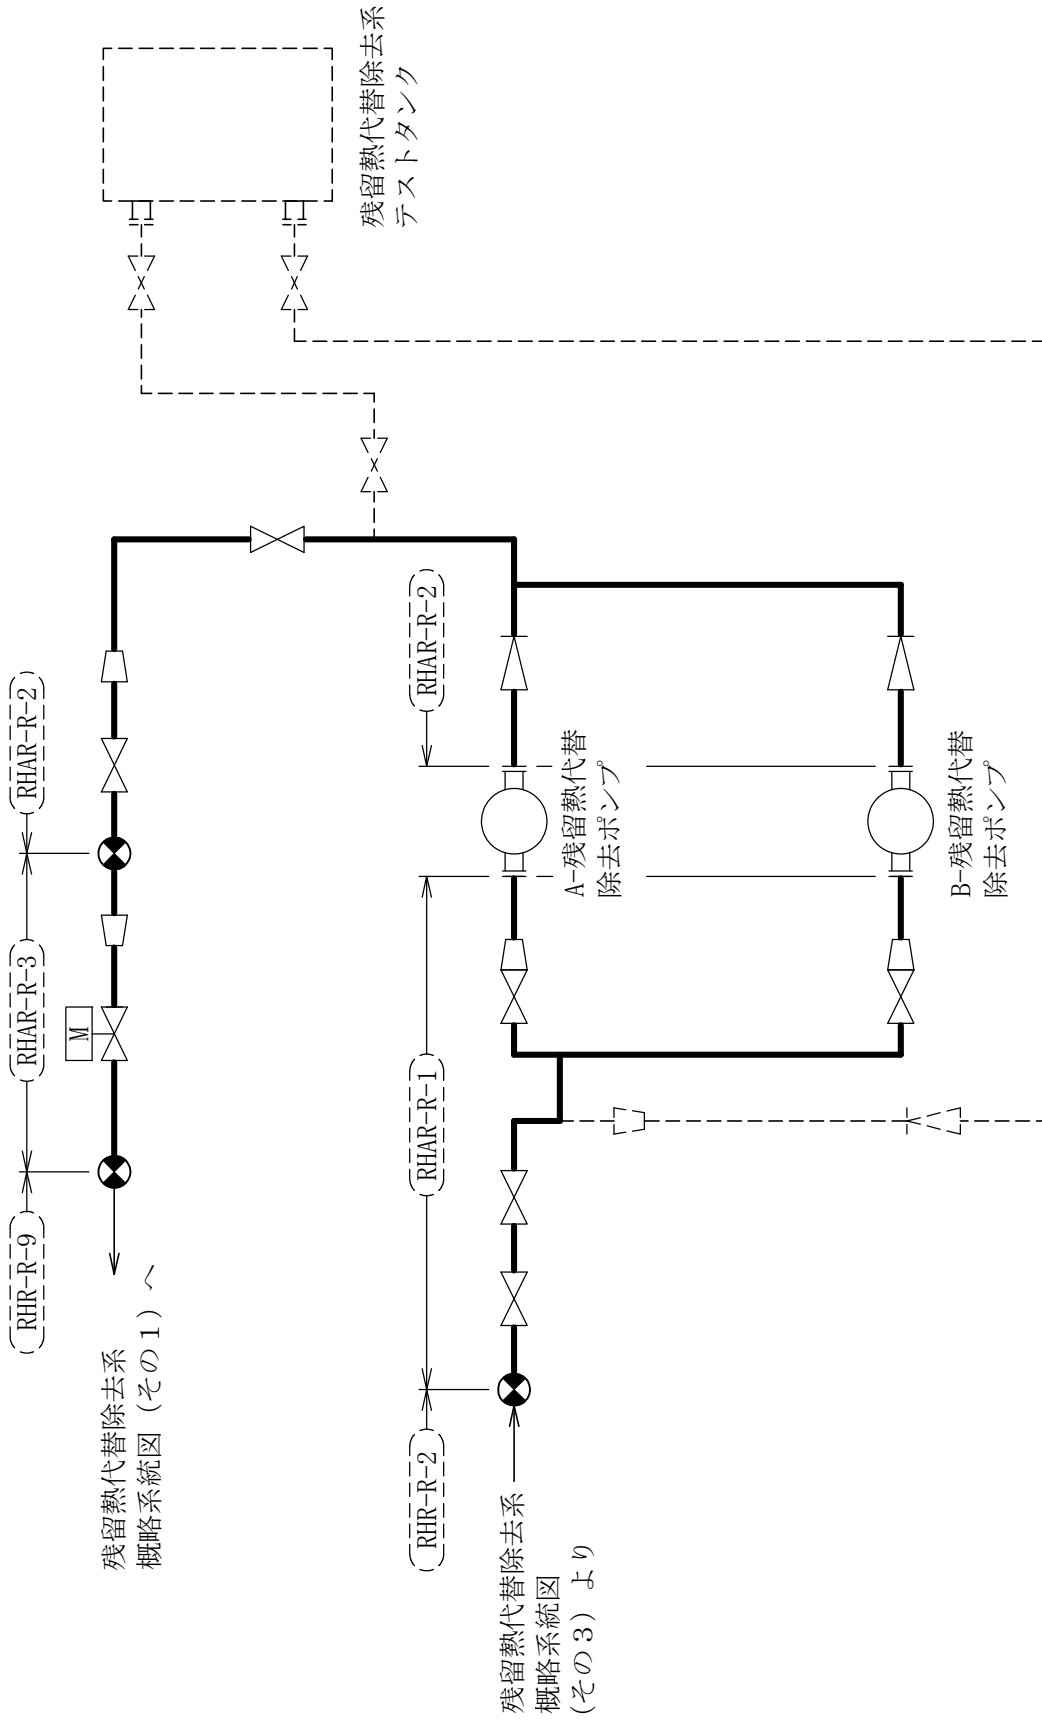 RHR-R-9
RHAR-R-3
RHAR-R-2
M
残留熱代替除去系
概略系統図（その１）へ
残留熱代替除去系
テストタンク
RHR-R-2
RHAR-R-1
RHAR-R-2
残留熱代替除去系
概略系統図
(その３）より
A-残留熱代替
除去ポンプ
B-残留熱代替
除去ポンプ